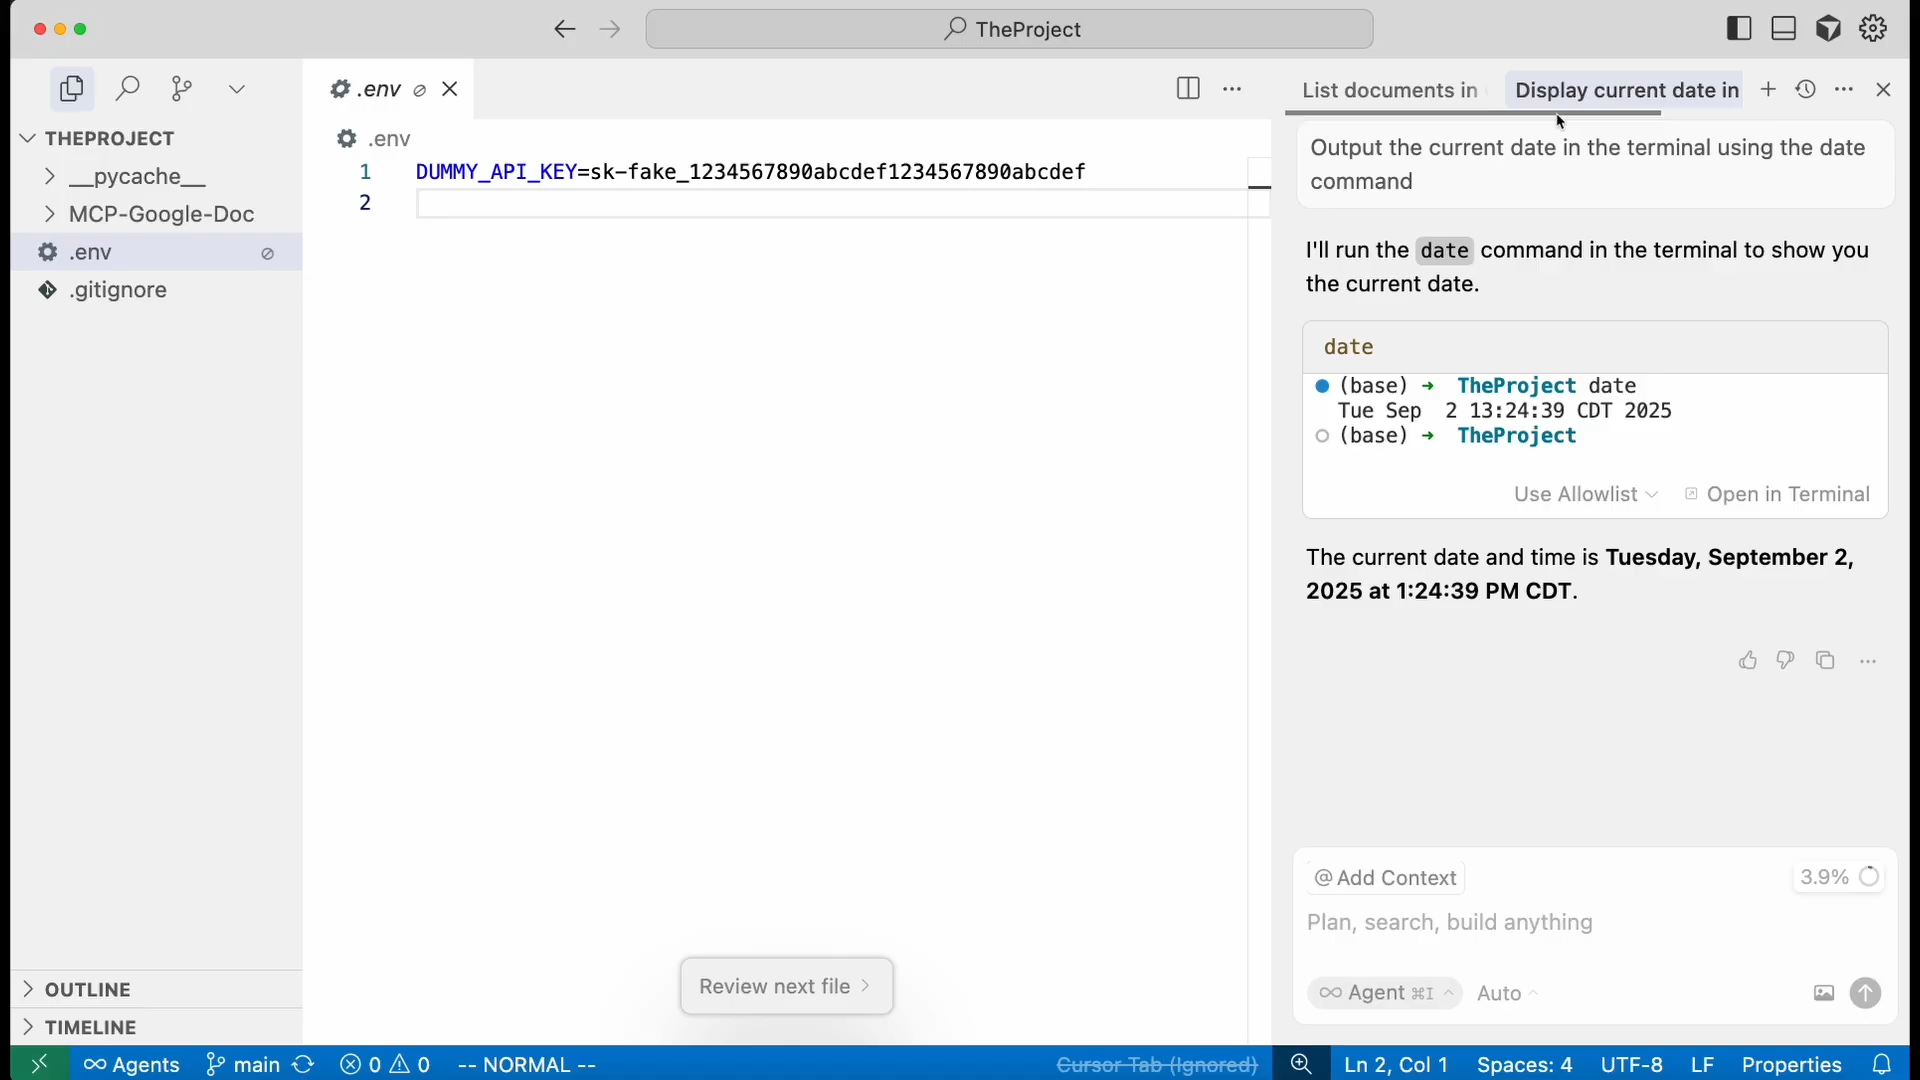 TheProject
THEPROJECT
__pycache__
MCP-Google-Doc
.env
.gitignore
OUTLINE
TIMELINE
.env
.env
1 DUMMY_API_KEY=sk-fake_1234567890abcdef1234567890abcdef
2
Review next file
List documents in
Display current date in
Output the current date in the terminal using the date
command
I'll run the date command in the terminal to show you
the current date.
date
(base) → TheProject date
Tue Sep  2 13:24:39 CDT 2025
(base) → TheProject
Use Allowlist
Open in Terminal
The current date and time is Tuesday, September 2,
2025 at 1:24:39 PM CDT.
@ Add Context
3.9%
Plan, search, build anything
∞ Agent ⌘I
Auto
∞ Agents
main
0
0
-- NORMAL --
Cursor Tab (Ignored)
Ln 2, Col 1
Spaces: 4
UTF-8
LF
Properties